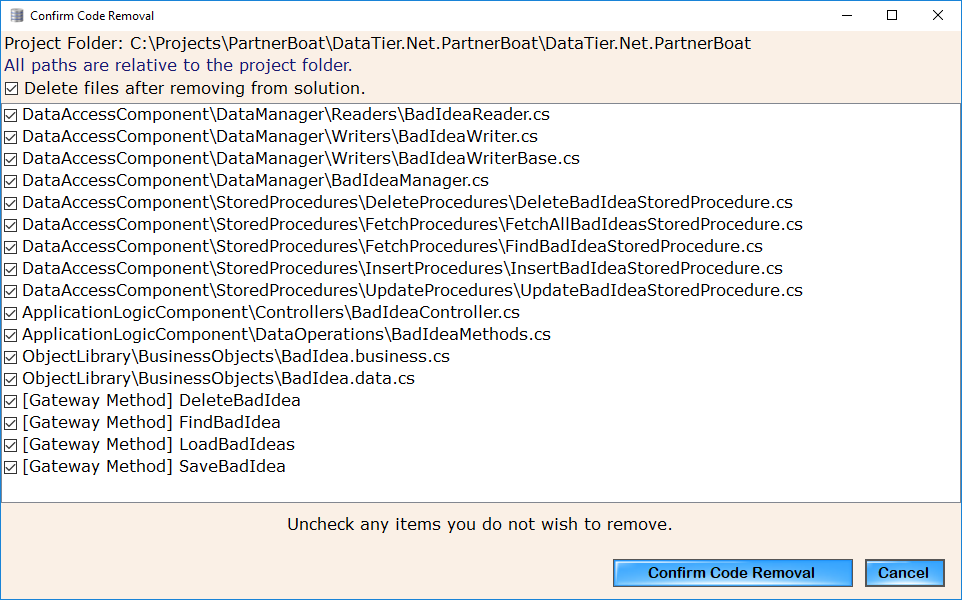 Confirm Code Removal
Project Folder: C:\Projects\PartnerBoat\DataTier.Net.PartnerBoat\DataTier.Net.PartnerBoat
All paths are relative to the project folder.
Delete files after removing from solution.
DataAccessComponent\DataManager\Readers\BadIdeaReader.cs
DataAccessComponent\DataManager\Writers\BadIdeaWriter.cs
DataAccessComponent\DataManager\Writers\BadIdeaWriterBase.cs
DataAccessComponent\DataManager\BadIdeaManager.cs
DataAccessComponent\StoredProcedures\DeleteProcedures\DeleteBadIdeaStoredProcedure.cs
DataAccessComponent\StoredProcedures\FetchProcedures\FetchAllBadIdeasStoredProcedure.cs
DataAccessComponent\StoredProcedures\FetchProcedures\FindBadIdeaStoredProcedure.cs
DataAccessComponent\StoredProcedures\InsertProcedures\InsertBadIdeaStoredProcedure.cs
DataAccessComponent\StoredProcedures\UpdateProcedures\UpdateBadIdeaStoredProcedure.cs
ApplicationLogicComponent\Controllers\BadIdeaController.cs
ApplicationLogicComponent\DataOperations\BadIdeaMethods.cs
ObjectLibrary\BusinessObjects\BadIdea.business.cs
ObjectLibrary\BusinessObjects\BadIdea.data.cs
[Gateway Method] DeleteBadIdea
[Gateway Method] FindBadIdea
[Gateway Method] LoadBadIdeas
[Gateway Method] SaveBadIdea
Uncheck any items you do not wish to remove.
Confirm Code Removal
Cancel